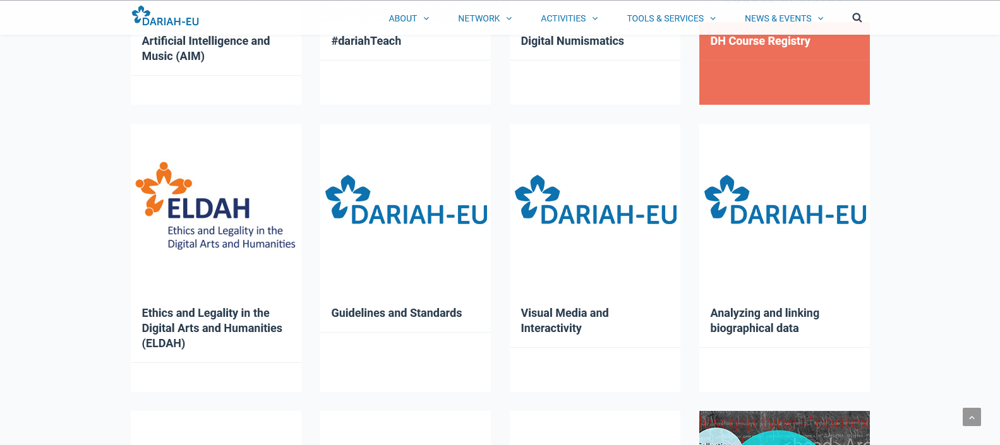 DARIAH-EU
ABOUT
NETWORK
ACTIVITIES
TOOLS & SERVICES
NEWS & EVENTS
Artificial Intelligence and
Music (AIM)
#dariahTeach
Digital Numismatics
DH Course Registry
ELDAH
Ethics and Legality in the
Digital Arts and Humanities
DARIAH-EU
DARIAH-EU
DARIAH-EU
Ethics and Legality in the
Digital Arts and Humanities
(ELDAH)
Guidelines and Standards
Visual Media and
Interactivity
Analyzing and linking
biographical data